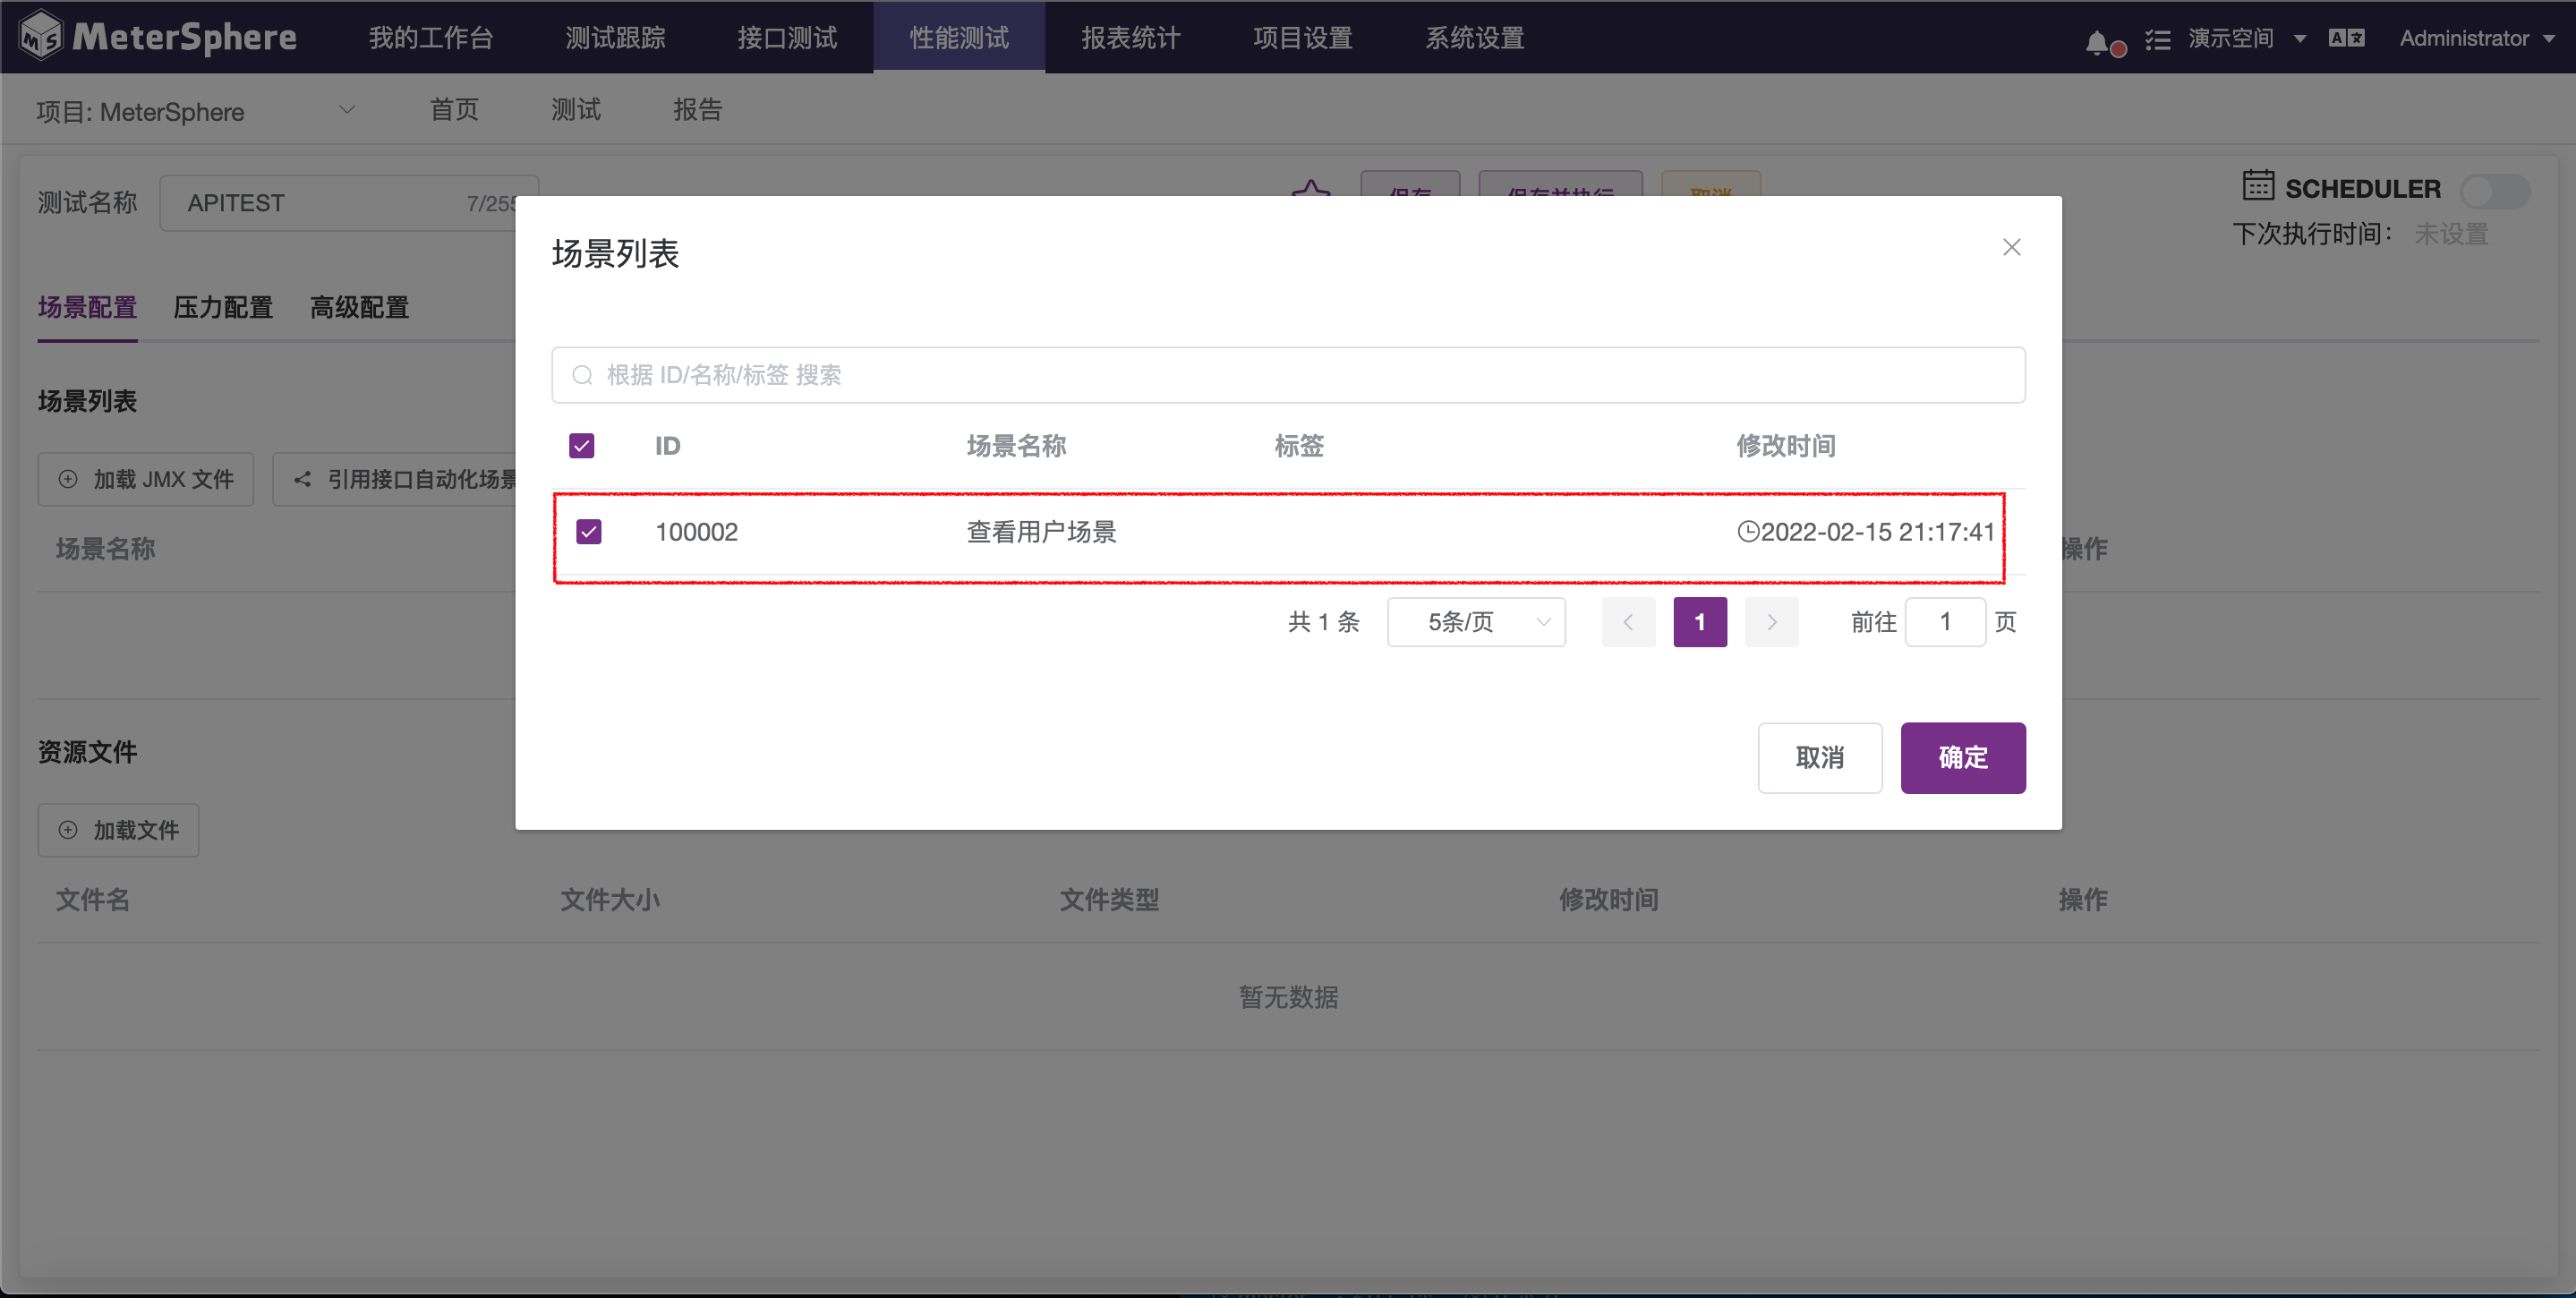 MeterSphere 我的工作台 测试跟踪 接口测试 性能测试 报表统计 项目设置 系统设置 演示空间 Administrator
项目: MeterSphere 首页 测试 报告
测试名称 APITEST 7/255 保存 保存并执行 取消 SCHEDULER
下次执行时间： 未设置
场景列表
场景配置 压力配置 高级配置
根据 ID/名称/标签 搜索
场景列表
ID 场景名称 标签 修改时间
加载 JMX 文件 引用接口自动化场景
100002 查看用户场景 2022-02-15 21:17:41
场景名称 操作
共 1 条 5条/页 1 前往 1 页
资源文件
取消 确定
加载文件
文件名 文件大小 文件类型 修改时间 操作
暂无数据